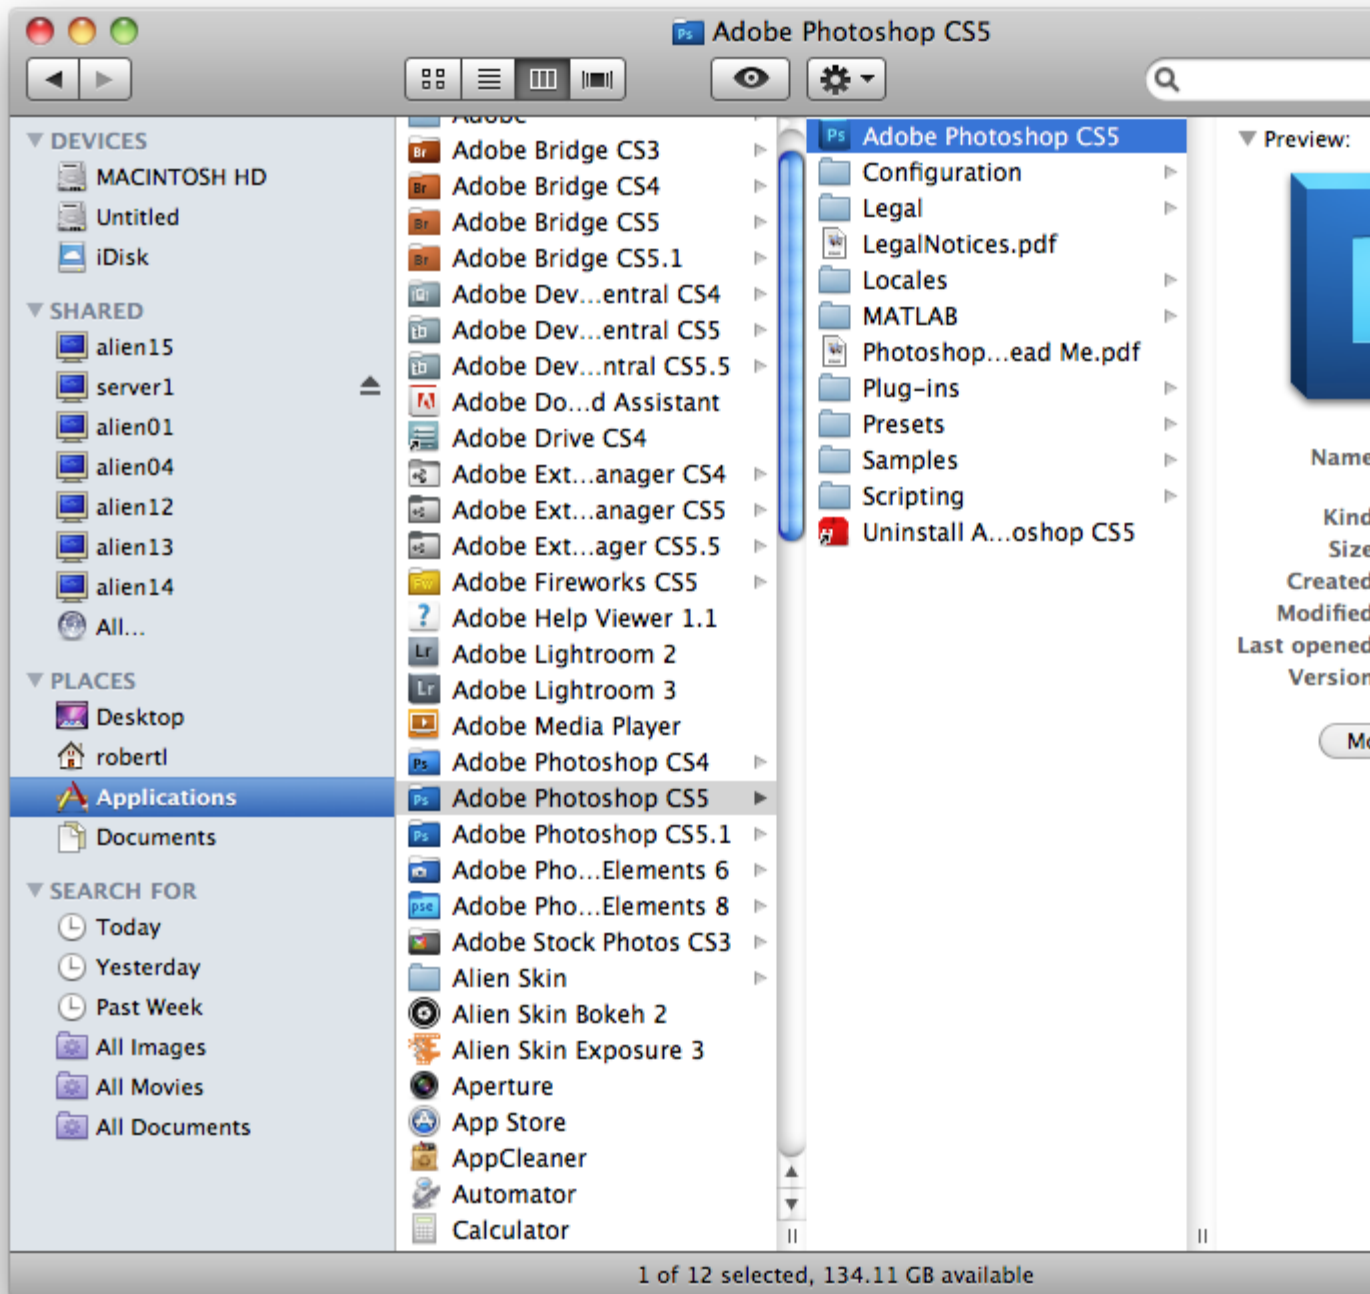 Adobe Photoshop CS5
DEVICES
MACINTOSH HD
Untitled
iDisk
SHARED
alien15
server1
alien01
alien04
alien12
alien13
alien14
All...
PLACES
Desktop
robertl
Applications
Documents
SEARCH FOR
Today
Yesterday
Past Week
All Images
All Movies
All Documents
Adobe
Adobe Bridge CS3
Adobe Bridge CS4
Adobe Bridge CS5
Adobe Bridge CS5.1
Adobe Dev...entral CS4
Adobe Dev...entral CS5
Adobe Dev...ntral CS5.5
Adobe Do...d Assistant
Adobe Drive CS4
Adobe Ext...anager CS4
Adobe Ext...anager CS5
Adobe Ext...ager CS5.5
Adobe Fireworks CS5
Adobe Help Viewer 1.1
Adobe Lightroom 2
Adobe Lightroom 3
Adobe Media Player
Adobe Photoshop CS4
Adobe Photoshop CS5
Adobe Photoshop CS5.1
Adobe Pho...Elements 6
Adobe Pho...Elements 8
Adobe Stock Photos CS3
Alien Skin
Alien Skin Bokeh 2
Alien Skin Exposure 3
Aperture
App Store
AppCleaner
Automator
Calculator
Adobe Photoshop CS5
Configuration
Legal
LegalNotices.pdf
Locales
MATLAB
Photoshop...ead Me.pdf
Plug-ins
Presets
Samples
Scripting
Uninstall A...oshop CS5
Preview:
Name
Kind
Size
Created
Modified
Last opened
Version
1 of 12 selected, 134.11 GB available